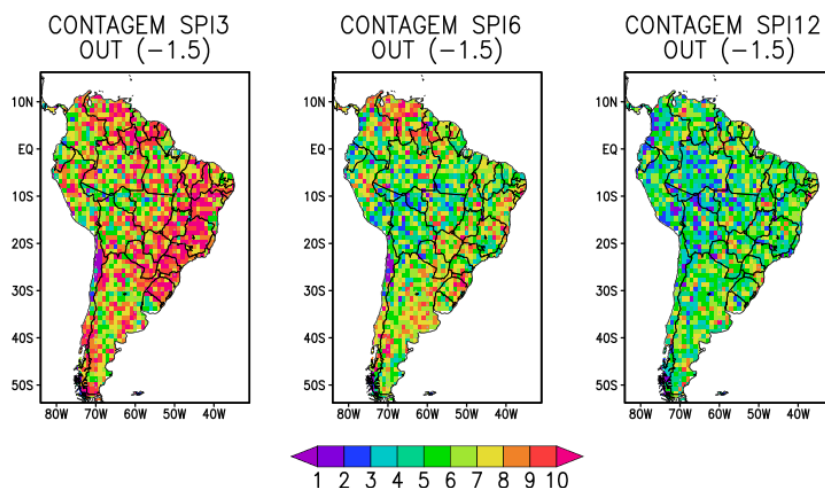 CONTAGEM SPI3
OUT (−1.5)
CONTAGEM SPI6
OUT (−1.5)
CONTAGEM SPI12
OUT (−1.5)
10N
EQ
10S
20S
30S
40S
50S
80W 70W 60W 50W 40W
10N
EQ
10S
20S
30S
40S
50S
80W 70W 60W 50W 40W
10N
EQ
10S
20S
30S
40S
50S
80W 70W 60W 50W 40W
1 2 3 4 5 6 7 8 9 10